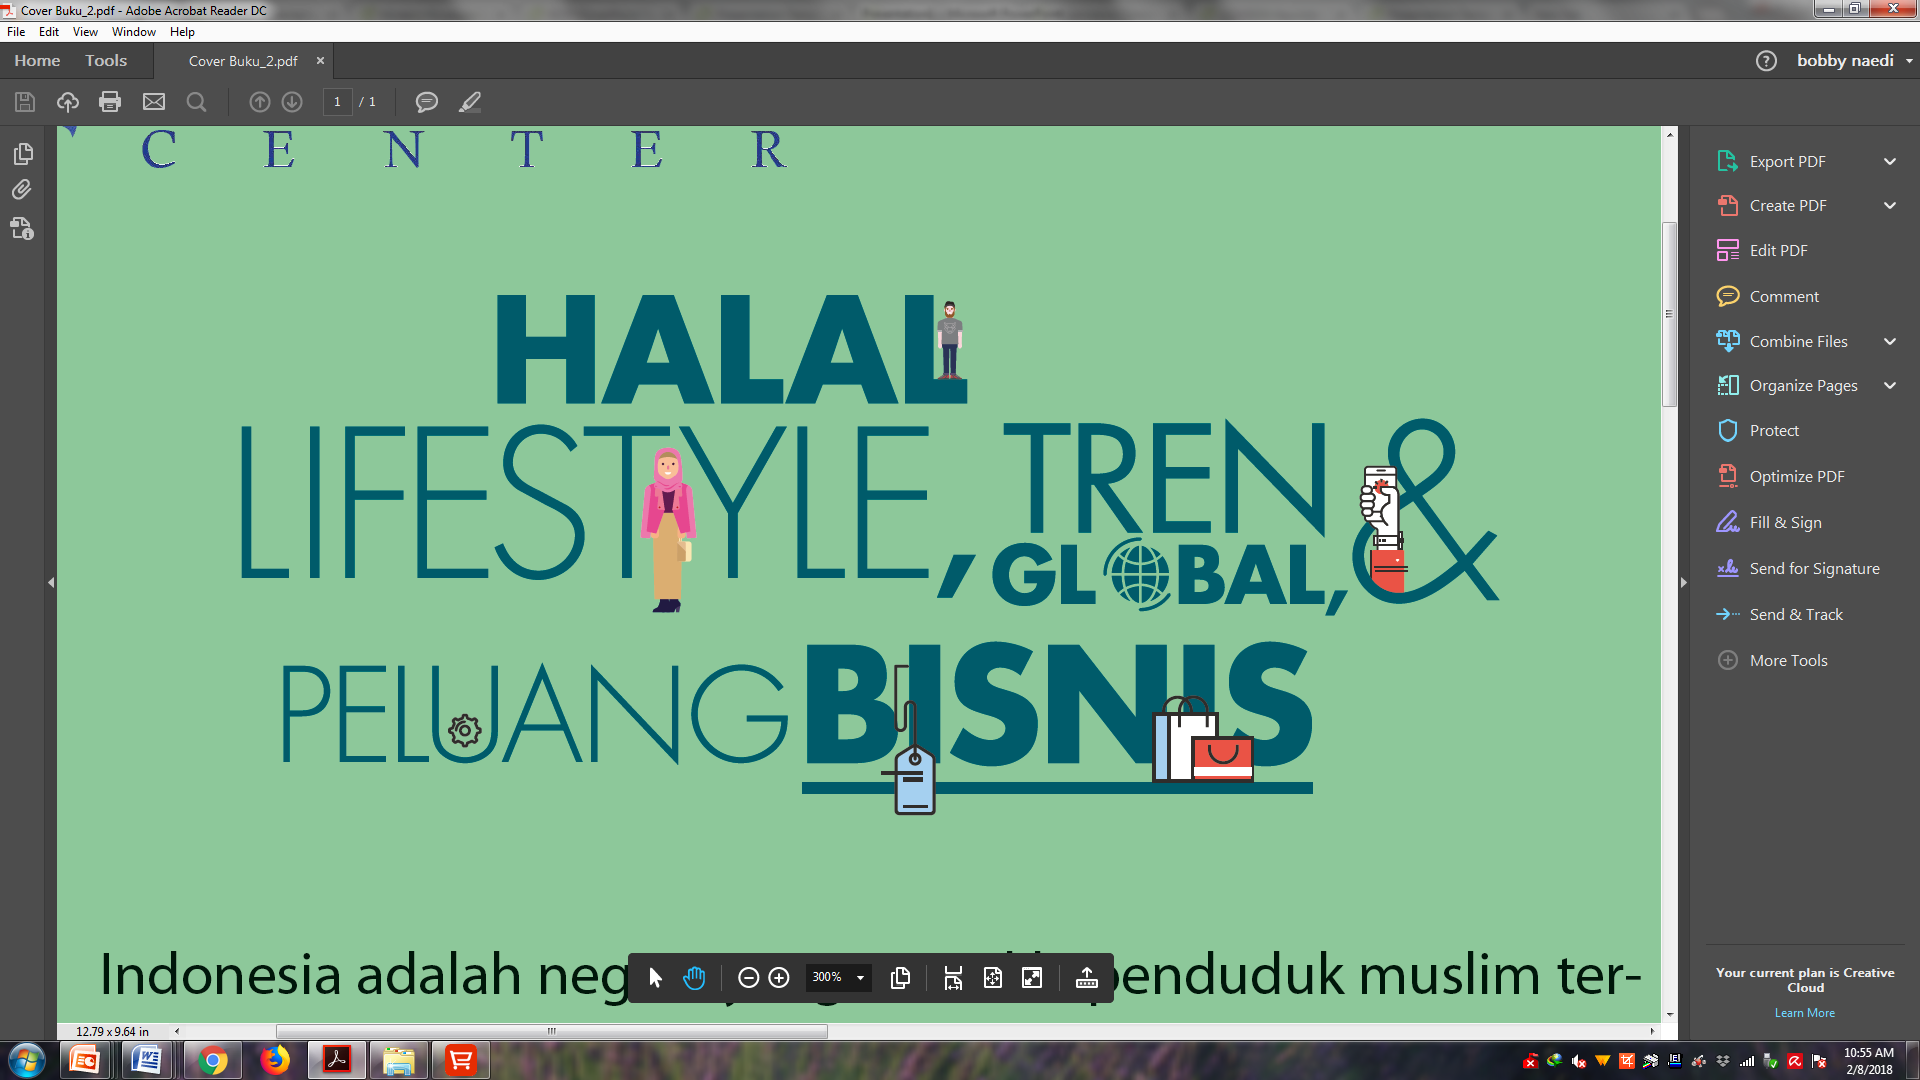 Cover Buku_2.pdf - Adobe Acrobat Reader DC
File Edit View Window Help
Home Tools Cover Buku_2.pdf × bobby naedi
1 / 1
CENTER
HALAL
LIFESTYLE, TREN
GLOBAL, &
PELUANG BISNIS
Indonesia adalah neg penduduk muslim ter-
300%
12.79 x 9.64 in
Export PDF
Create PDF
Edit PDF
Comment
Combine Files
Organize Pages
Protect
Optimize PDF
Fill & Sign
Send for Signature
Send & Track
More Tools
Your current plan is Creative
Cloud
Learn More
10:55 AM
2/8/2018